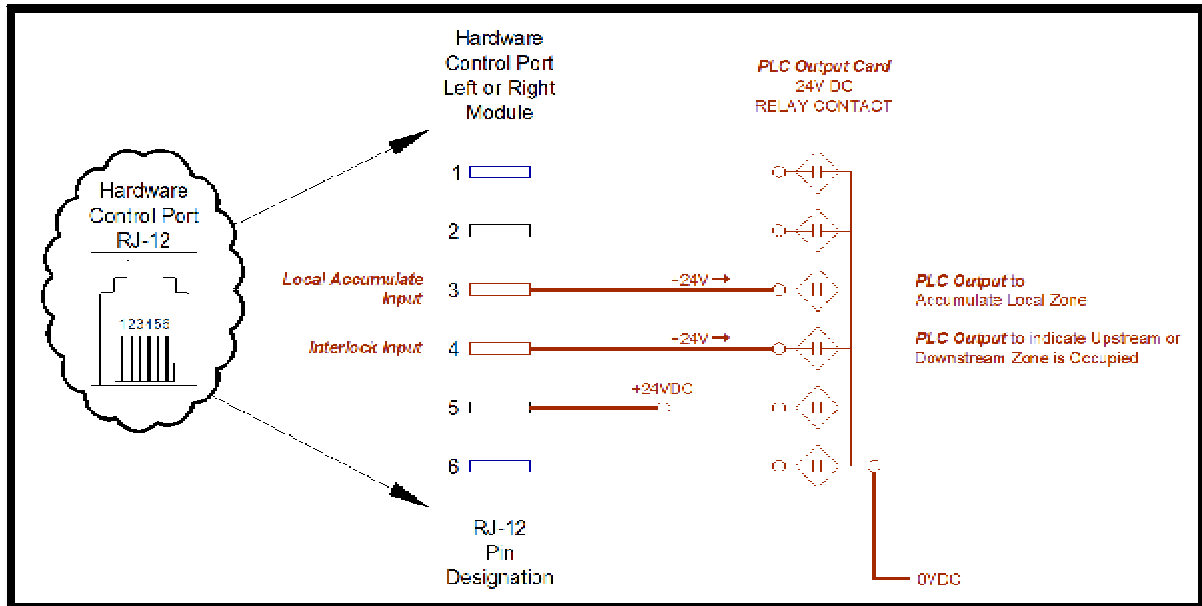 Hardware
Control Port
Left or Right
Module
PLC Output Card
24V DC
RELAY CONTACT
Hardware
Control Port
RJ-12
123456
1
2
Local Accumulate
Input
3
–24V
PLC Output to
Accumulate Local Zone
Interlock Input
4
–24V
PLC Output to indicate Upstream or
Downstream Zone is Occupied
5
+24VDC
6
RJ-12
Pin
Designation
0VDC